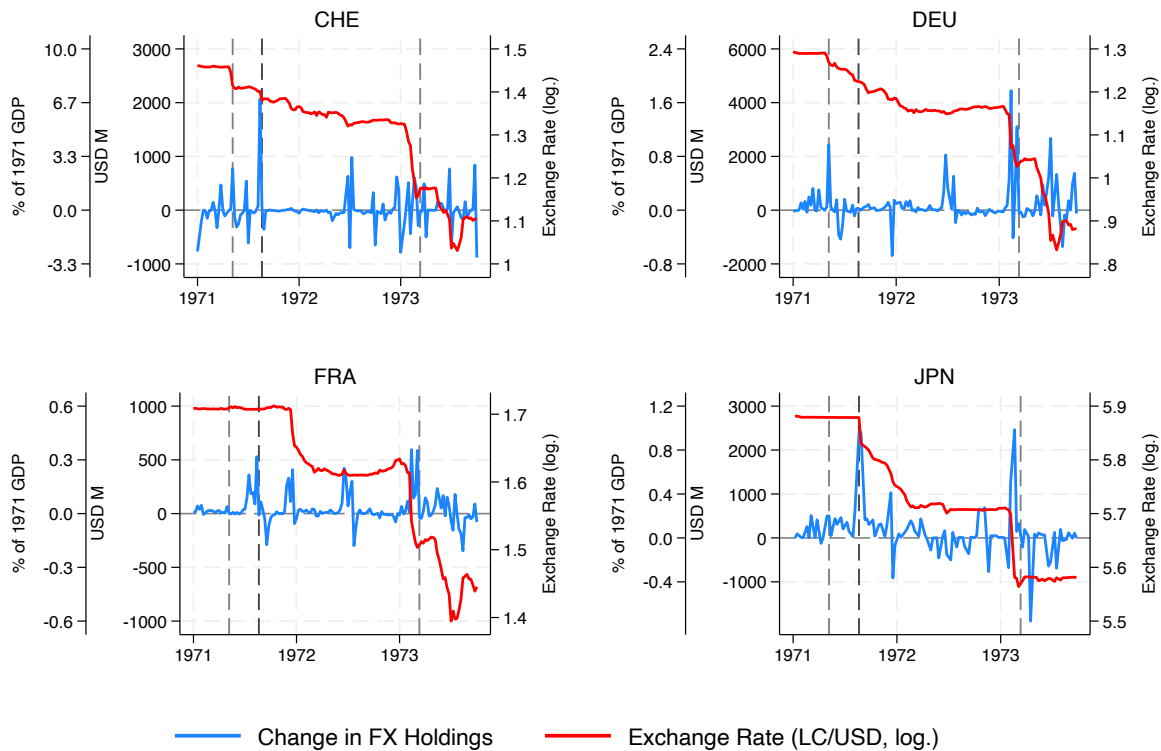 CHE
% of 1971 GDP
10.0
6.7
3.3
0.0
-3.3
USD M
3000
2000
1000
0
-1000
1.5
1.4
1.3
1.2
1.1
1
Exchange Rate (log.)
1971 1972 1973
DEU
% of 1971 GDP
2.4
1.6
0.8
0.0
-0.8
USD M
6000
4000
2000
0
-2000
1.3
1.2
1.1
1
.9
.8
Exchange Rate (log.)
1971 1972 1973
FRA
% of 1971 GDP
0.6
0.3
0.0
-0.3
-0.6
USD M
1000
500
0
-500
-1000
1.7
1.6
1.5
1.4
Exchange Rate (log.)
1971 1972 1973
JPN
% of 1971 GDP
1.2
0.8
0.4
0.0
-0.4
USD M
3000
2000
1000
0
-1000
5.9
5.8
5.7
5.6
5.5
Exchange Rate (log.)
1971 1972 1973
Change in FX Holdings Exchange Rate (LC/USD, log.)